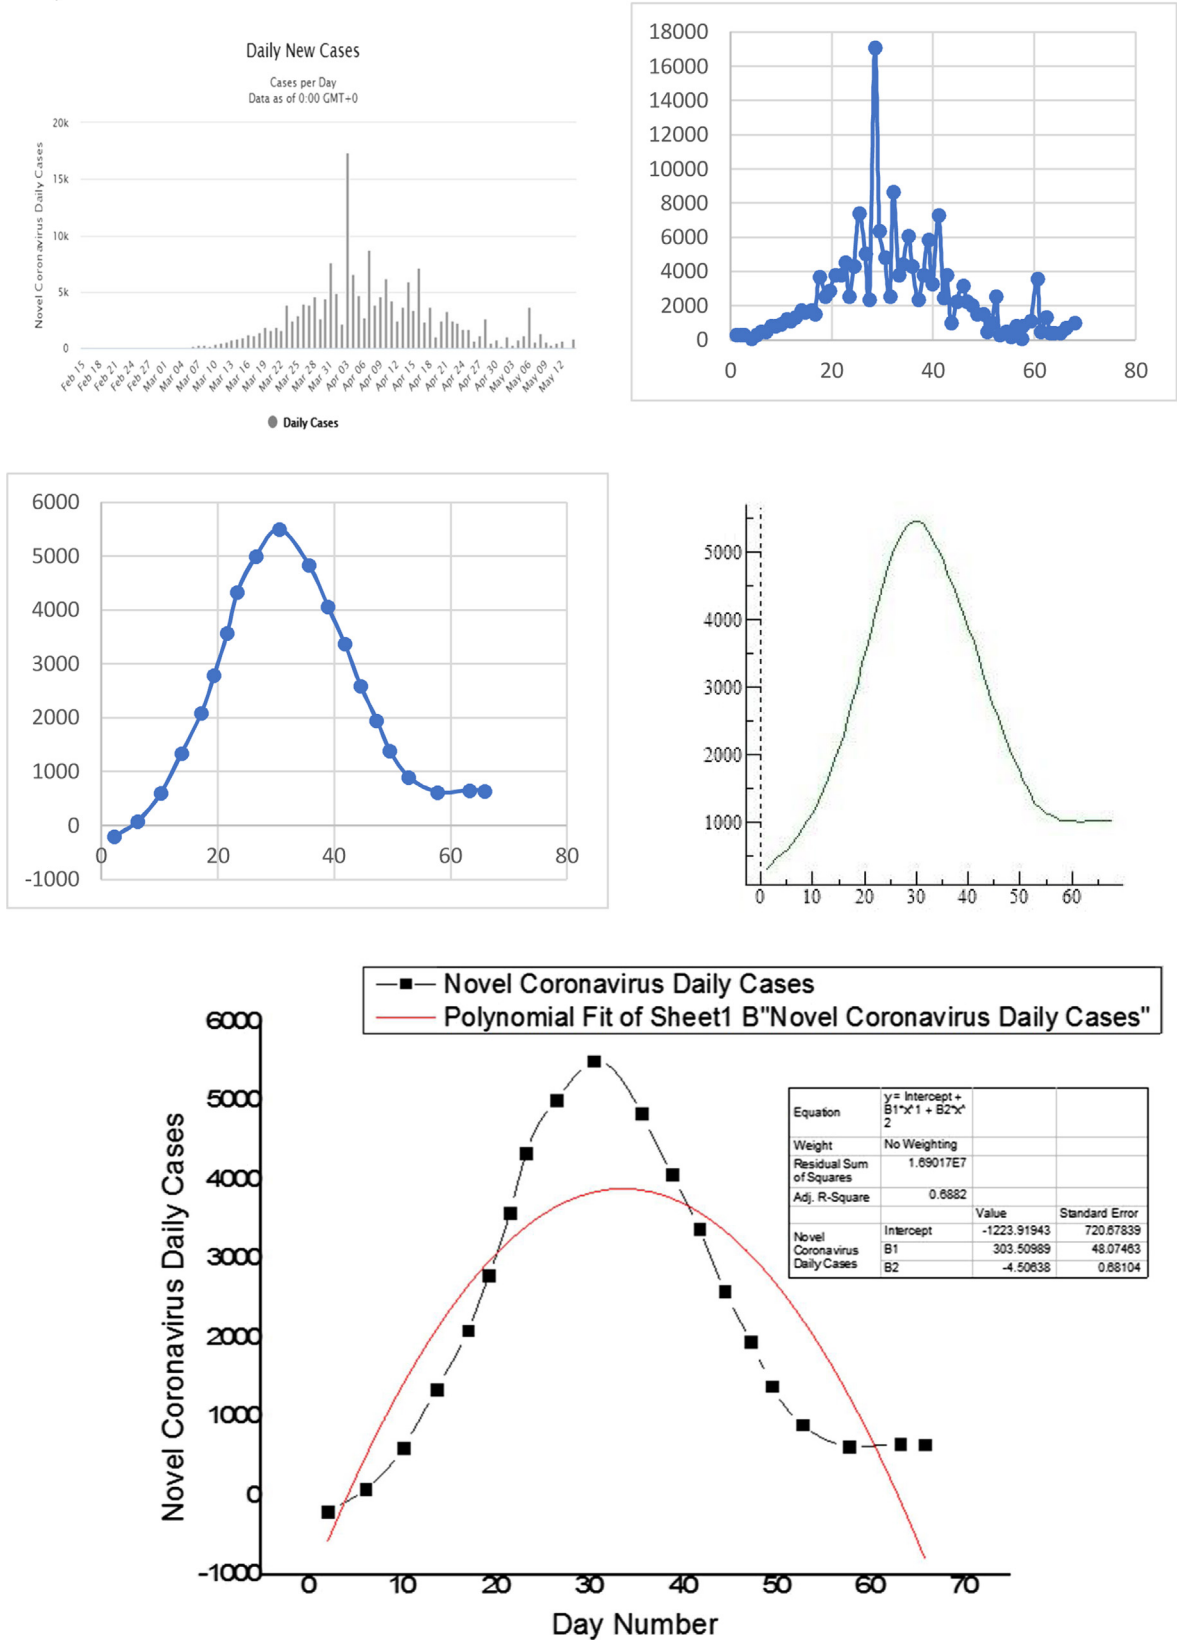 Daily New Cases
Cases per Day
Data as of 0:00 GMT+0
Novel Coronavirus Daily Cases
20k
15k
10k
5k
0
Feb 15
Feb 18
Feb 21
Feb 24
Feb 27
Mar 01
Mar 04
Mar 07
Mar 10
Mar 13
Mar 16
Mar 19
Mar 22
Mar 25
Mar 28
Mar 31
Apr 03
Apr 06
Apr 09
Apr 12
Apr 15
Apr 18
Apr 21
Apr 24
Apr 27
Apr 30
May 03
May 06
May 09
May 12
Daily Cases
18000
16000
14000
12000
10000
8000
6000
4000
2000
0
0 20 40 60 80
6000
5000
4000
3000
2000
1000
0
-1000
0 20 40 60 80
5000
4000
3000
2000
1000
0 10 20 30 40 50 60
Novel Coronavirus Daily Cases
Polynomial Fit of Sheet1 B"Novel Coronavirus Daily Cases"
Novel Coronavirus Daily Cases
6000
5000
4000
3000
2000
1000
0
-1000
0 10 20 30 40 50 60 70
Day Number
Equation
y = Intercept +
B1*x^1 + B2*x^
2
Weight No Weighting
Residual Sum
of Squares
1.69017E7
Adj. R-Square 0.6882
Value Standard Error
Novel
Coronavirus
Daily Cases
Intercept -1223.91943 720.67839
B1 303.50989 48.07463
B2 -4.50638 0.68104